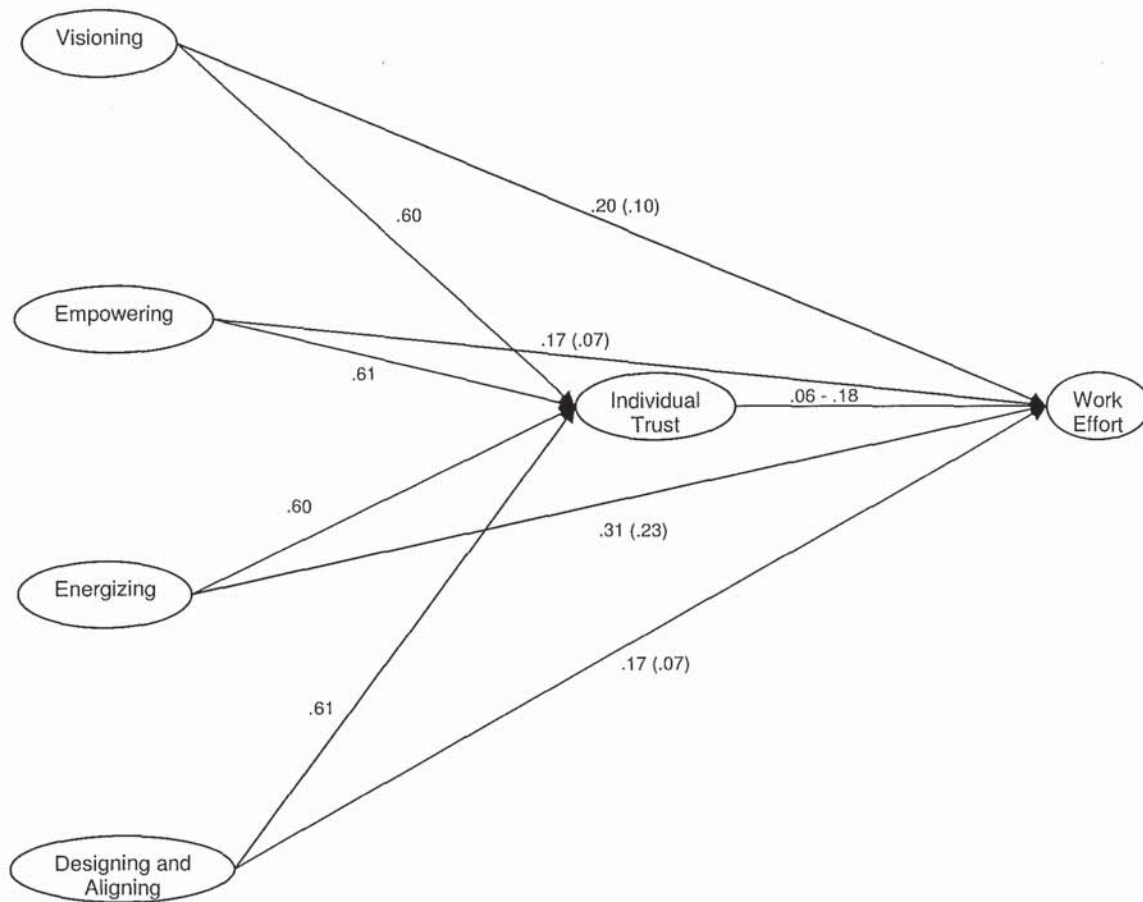 Visioning
.20 (.10)
.60
Empowering
.17 (.07)
.61
Individual
Trust
.06 - .18
Work
Effort
.60
.31 (.23)
Energizing
.17 (.07)
.61
Designing and
Aligning